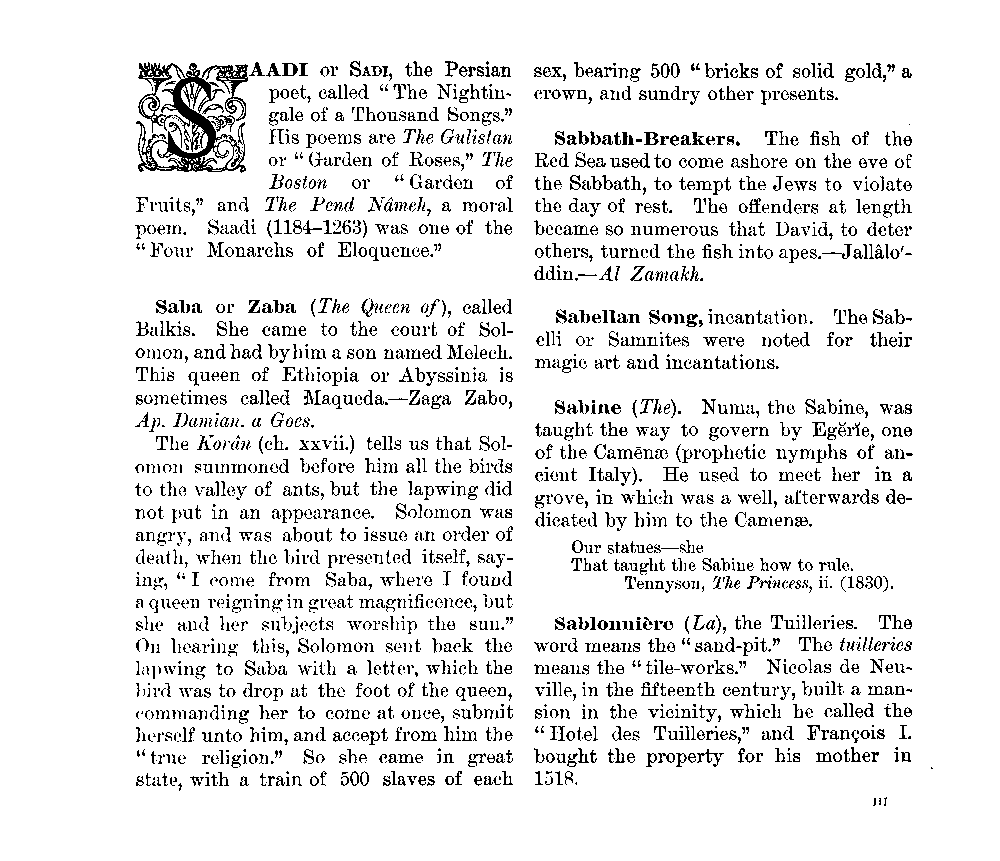 SAADI or SADI, the Persian
poet, called “The Nightin-
gale of a Thousand Songs.”
His poems are The Gulistan
or “Garden of Roses,” The
Boston or “Garden of
Fruits,” and The Pend Nâmeh, a moral
poem. Saadi (1184–1263) was one of the
“Four Monarchs of Eloquence.”
Saba or Zaba (The Queen of), called
Balkis. She came to the court of Sol-
omon, and had by him a son named Melech.
This queen of Ethiopia or Abyssinia is
sometimes called Maqueda.—Zaga Zabo,
Ap. Damian. a Goes.
The Korân (ch. xxvii.) tells us that Sol-
omon summoned before him all the birds
to the valley of ants, but the lapwing did
not put in an appearance. Solomon was
angry, and was about to issue an order of
death, when the bird presented itself, say-
ing, “I come from Saba, where I found
a queen reigning in great magnificence, but
she and her subjects worship the sun.”
On hearing this, Solomon sent back the
lapwing to Saba with a letter, which the
bird was to drop at the foot of the queen,
commanding her to come at once, submit
herself unto him, and accept from him the
“true religion.” So she came in great
state, with a train of 500 slaves of each
sex, bearing 500 “bricks of solid gold,” a
crown, and sundry other presents.
Sabbath-Breakers. The fish of the
Red Sea used to come ashore on the eve of
the Sabbath, to tempt the Jews to violate
the day of rest. The offenders at length
became so numerous that David, to deter
others, turned the fish into apes.—Jallâlo′-
ddin.—Al Zamakh.
Sabellan Song, incantation. The Sab-
elli or Samnites were noted for their
magic art and incantations.
Sabine (The). Numa, the Sabine, was
taught the way to govern by Egĕrĭe, one
of the Camēnæ (prophetic nymphs of an-
cient Italy). He used to meet her in a
grove, in which was a well, afterwards de-
dicated by him to the Camenæ.
Our statues—she
That taught the Sabine how to rule.
Tennyson, The Princess, ii. (1830).
Sablonnière (La), the Tuilleries. The
word means the “sand-pit.” The tuilleries
means the “tile-works.” Nicolas de Neu-
ville, in the fifteenth century, built a man-
sion in the vicinity, which he called the
“Hotel des Tuilleries,” and François I.
bought the property for his mother in
1518.
III